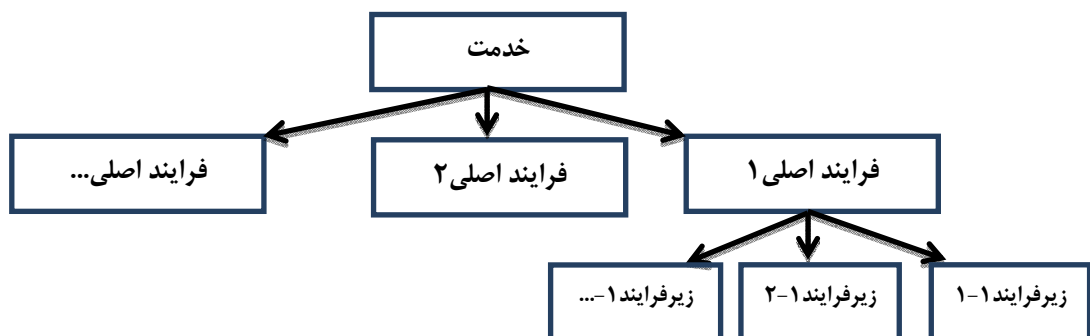 خدمت
فرایند اصلی۱
فرایند اصلی۲
فرایند اصلی...
زیرفرایند۱-۱
زیرفرایند۱-۲
زیرفرایند۱-...